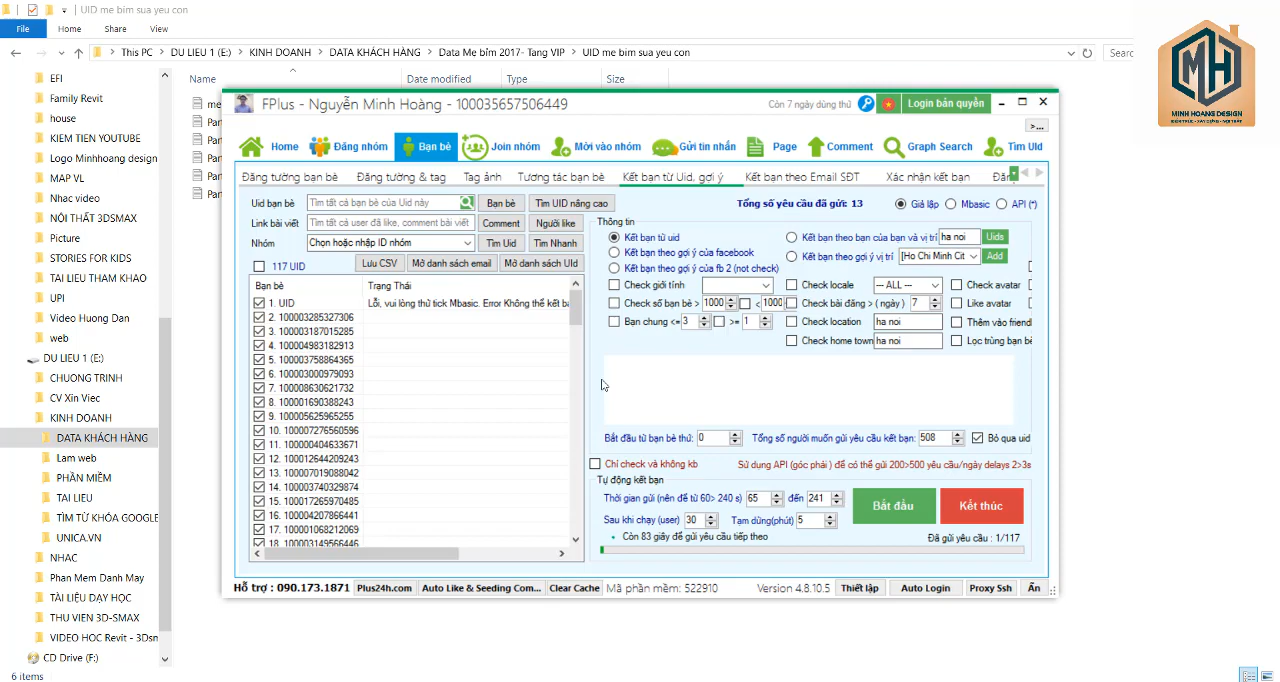 UID me bim sua yeu con
File Home Share View
This PC > DU LIEU 1 (E:) > KINH DOANH > DATA KHÁCH HÀNG > Data Mẹ bỉm 2017- Tang VIP > UID me bim sua yeu con
Searc
MINH HOANG DESIGN
EFI
Family Revit
house
KIEM TIEN YOUTUBE
Logo Minhhoang design
MAP VL
Nhac video
NỘI THẤT 3DSMAX
Picture
STORIES FOR KIDS
TAI LIEU THAM KHAO
UPI
Video Huong Dan
web
DU LIEU 1 (E:)
CHUONG TRINH
CV Xin Viec
KINH DOANH
DATA KHÁCH HÀNG
Lam web
PHẦN MỀM
TAI LIEU
TÌM TỪ KHÓA GOOGLE
UNICA.VN
NHAC
Phan Mem Danh May
TÀI LIỆU DẠY HỌC
THU VIEN 3D-SMAX
VIDEO HOC Revit - 3Dsm
CD Drive (F:)
6 items
Name Date modified Type Size
me
Par
Par
Par
Par
Par
FPlus - Nguyễn Minh Hoàng - 100035657506449
Còn 7 ngày dùng thử Login bản quyền
>...
Home Đăng nhóm Bạn bè Join nhóm Mời vào nhóm Gửi tin nhắn Page Comment Graph Search Tìm UId
Đăng tường bạn bè Đăng tường & tag Tag ảnh Tương tác bạn bè Kết bạn từ Uid, gợi ý Kết bạn theo Email SĐT Xác nhận kết bạn Đăn
Uid bạn bè Tìm tất cả bạn bè của Uid này Bạn bè Tìm UID nâng cao
Tổng số yêu cầu đã gửi: 13 Giả lập Mbasic API (*)
Link bài viết Tìm tất cả user đã like, comment bài viết Comment Người like
Nhóm Chọn hoặc nhập ID nhóm Tìm Uid Tìm Nhanh
117 UID Lưu CSV Mở danh sách email Mở danh sách UId
Bạn bè Trạng Thái
1. UID Lỗi, vui lòng thử tick Mbasic. Error Không thể kết bạ
2. 100003285327306
3. 100003187015285
4. 100004983182913
5. 100003758864365
6. 100003000979093
7. 100008630621732
8. 100001690388243
9. 100005625965255
10. 100007276560596
11. 100000404633671
12. 100012644209243
13. 100007019088042
14. 100003740329874
15. 100017265970485
16. 100004207866441
17. 100001068212069
18. 100003149566446
Thông tin
Kết bạn từ uid Kết bạn theo bạn của bạn và vị trí ha noi Uids
Kết bạn theo gợi ý của facebook Kết bạn theo gợi ý vị trí [Ho Chi Minh Cit Add
Kết bạn theo gợi ý của fb 2 (not check)
Check giới tính Check locale --- ALL --- Check avatar
Check số bạn bè > 1000 < 1000 Check bài đăng > ( ngày ) 7 Like avatar
Bạn chung <= 3 >= 1 Check location ha noi Thêm vào friend
Check home town ha noi Lọc trùng bạn bè
Bắt đầu từ bạn bè thứ: 0 Tổng số người muốn gửi yêu cầu kết bạn: 508 Bỏ qua uid
Chỉ check và không kb Sử dụng API (góc phải ) để có thể gửi 200>500 yêu cầu/ngày delays 2>3s
Tự động kết bạn
Thời gian gửi (nên để từ 60> 240 s) 65 đến 241 Bắt đầu Kết thúc
Sau khi chạy (user) 30 Tạm dừng(phút) 5
Còn 83 giây để gửi yêu cầu tiếp theo Đã gửi yêu cầu : 1/117
Hỗ trợ : 090.173.1871 Plus24h.com Auto Like & Seeding Com... Clear Cache Mã phần mềm: 522910 Version 4.8.10.5 Thiết lập Auto Login Proxy Ssh Ẩn